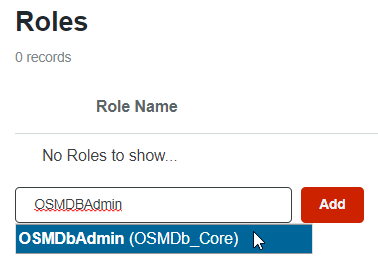 Roles
0 records
Role Name
No Roles to show...
OSMDBAdmin Add
OSMDbAdmin (OSMDb_Core)